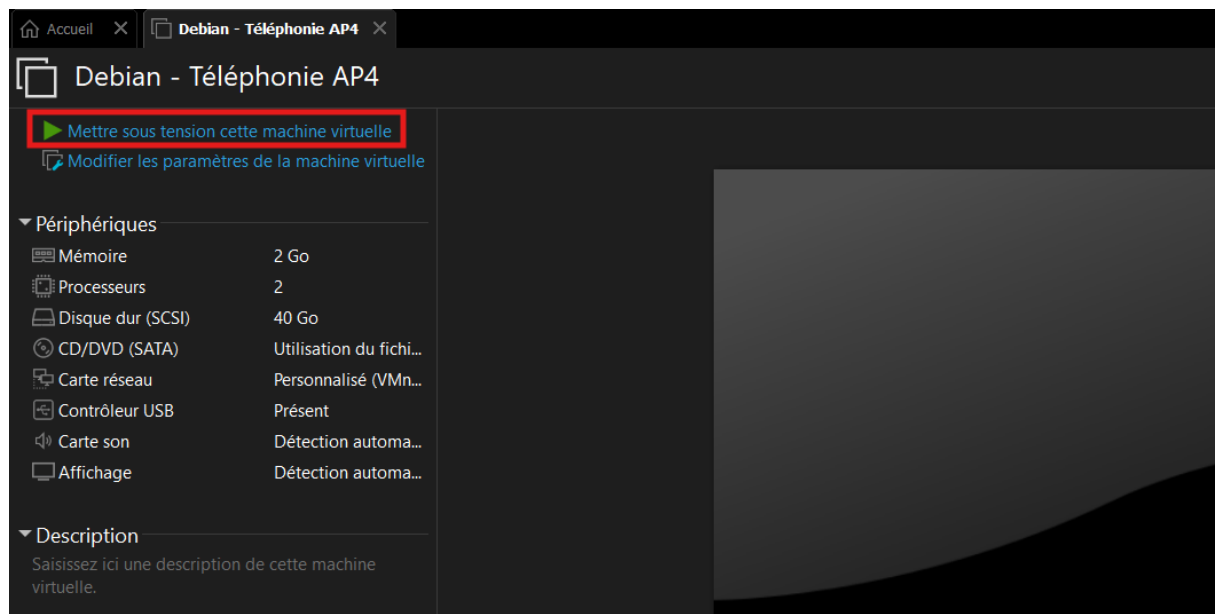 Accueil
Debian - Téléphonie AP4
Debian - Téléphonie AP4
Mettre sous tension cette machine virtuelle
Modifier les paramètres de la machine virtuelle
Périphériques
Mémoire 2 Go
Processeurs 2
Disque dur (SCSI) 40 Go
CD/DVD (SATA) Utilisation du fichi...
Carte réseau Personnalisé (VMn...
Contrôleur USB Présent
Carte son Détection automa...
Affichage Détection automa...
Description
Saisissez ici une description de cette machine
virtuelle.